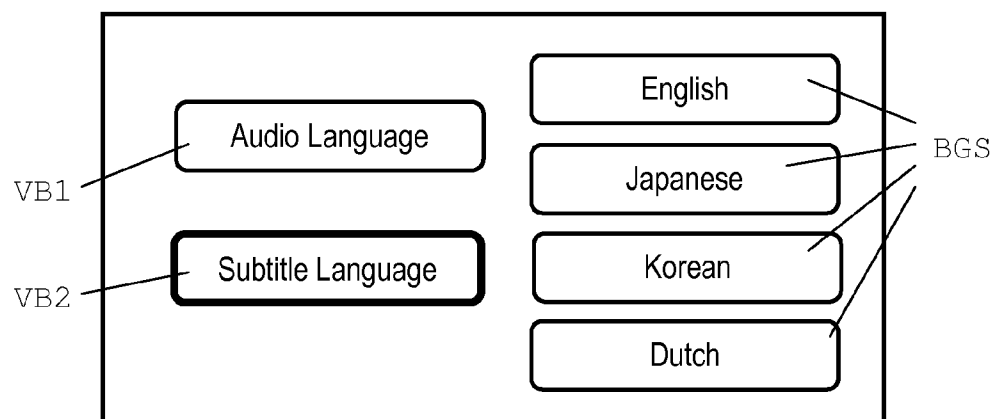 English
Audio Language
BGS
Japanese
VB1
Korean
Subtitle Language
VB2
Dutch